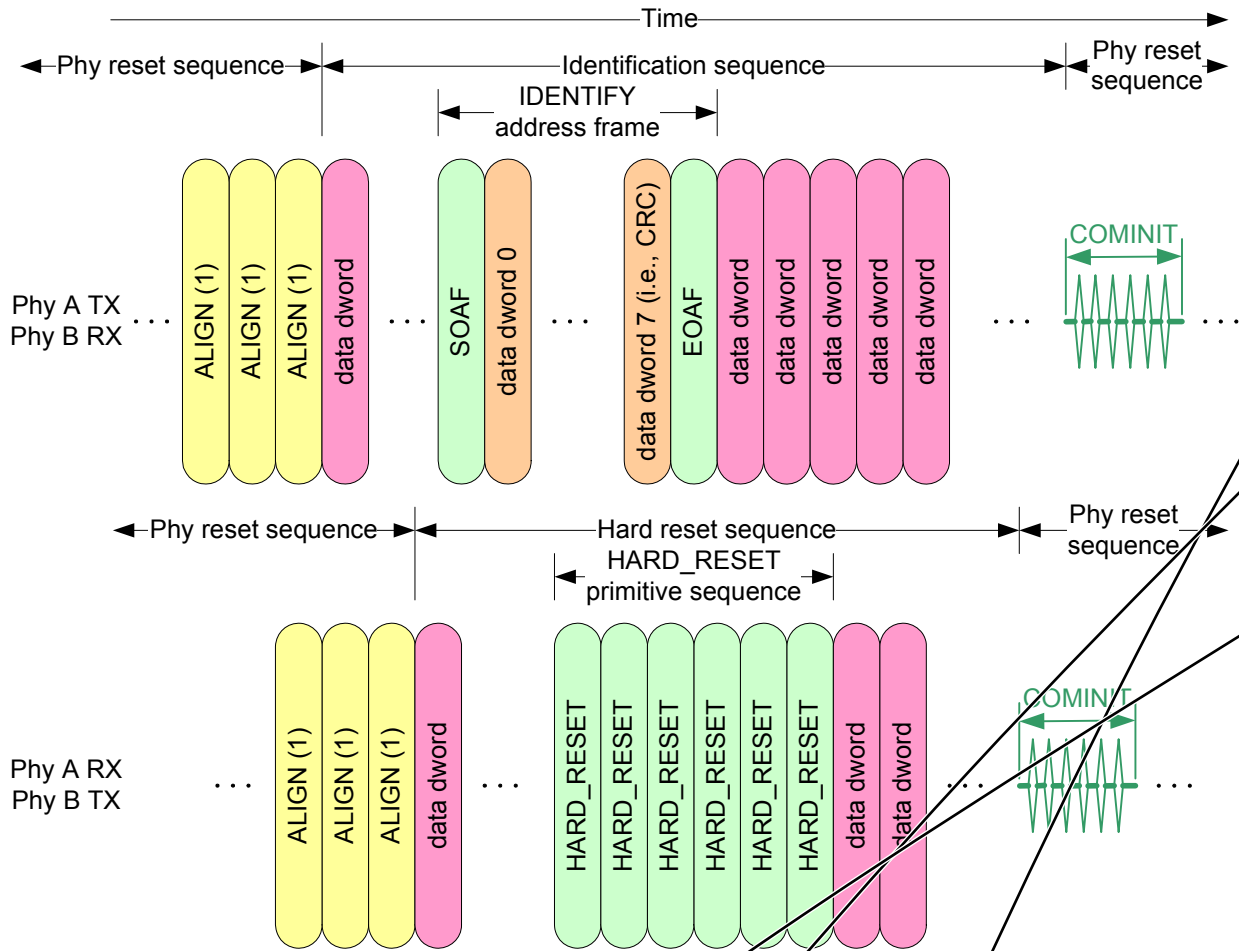 Time
Phy reset sequence
Identification sequence
Phy reset
sequence
IDENTIFY
address frame
Phy A TX
Phy B RX
. . .
ALIGN (1)
ALIGN (1)
ALIGN (1)
data dword
. . .
SOAF
data dword 0
. . .
data dword 7 (i.e., CRC)
EOAF
data dword
data dword
data dword
data dword
data dword
. . .
COMINIT
. . .
Phy reset sequence
Hard reset sequence
Phy reset
sequence
HARD_RESET
primitive sequence
Phy A RX
Phy B TX
. . .
ALIGN (1)
ALIGN (1)
ALIGN (1)
data dword
. . .
HARD_RESET
HARD_RESET
HARD_RESET
HARD_RESET
HARD_RESET
HARD_RESET
data dword
data dword
. . .
COMINIT
. . .